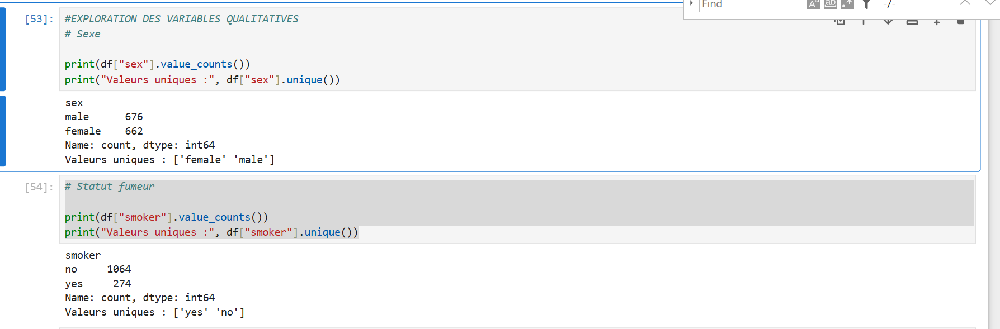 Find
-/-
[53]:
#EXPLORATION DES VARIABLES QUALITATIVES
# Sexe
print(df["sex"].value_counts())
print("Valeurs uniques :", df["sex"].unique())
sex
male      676
female    662
Name: count, dtype: int64
Valeurs uniques : ['female' 'male']
[54]:
# Statut fumeur
print(df["smoker"].value_counts())
print("Valeurs uniques :", df["smoker"].unique())
smoker
no     1064
yes     274
Name: count, dtype: int64
Valeurs uniques : ['yes' 'no']